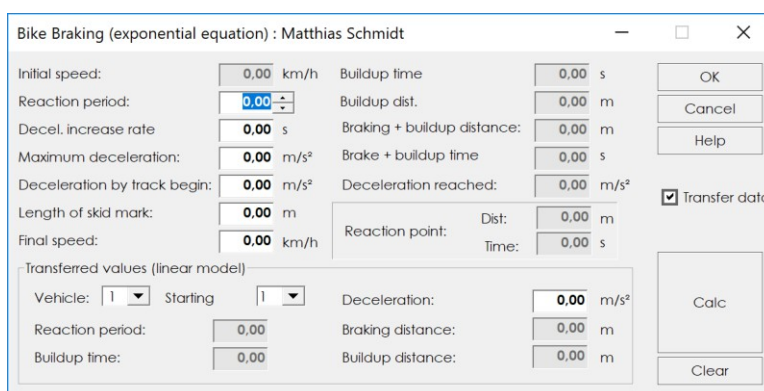 Bike Braking (exponential equation) : Matthias Schmidt
Initial speed: 0,00 km/h Buildup time 0,00 s OK
Reaction period: 0,00 Buildup dist. 0,00 m Cancel
Decel. increase rate 0,00 s Braking + buildup distance: 0,00 m Help
Maximum deceleration: 0,00 m/s² Brake + buildup time 0,00 s
Deceleration by track begin: 0,00 m/s² Deceleration reached: 0,00 m/s² Transfer data
Length of skid mark: 0,00 m Reaction point: Dist: 0,00 m
Final speed: 0,00 km/h Time: 0,00 s
Transferred values (linear model)
Vehicle: 1 Starting 1 Deceleration: 0,00 m/s² Calc
Reaction period: 0,00 Braking distance: 0,00 m
Buildup time: 0,00 Buildup distance: 0,00 m
Clear